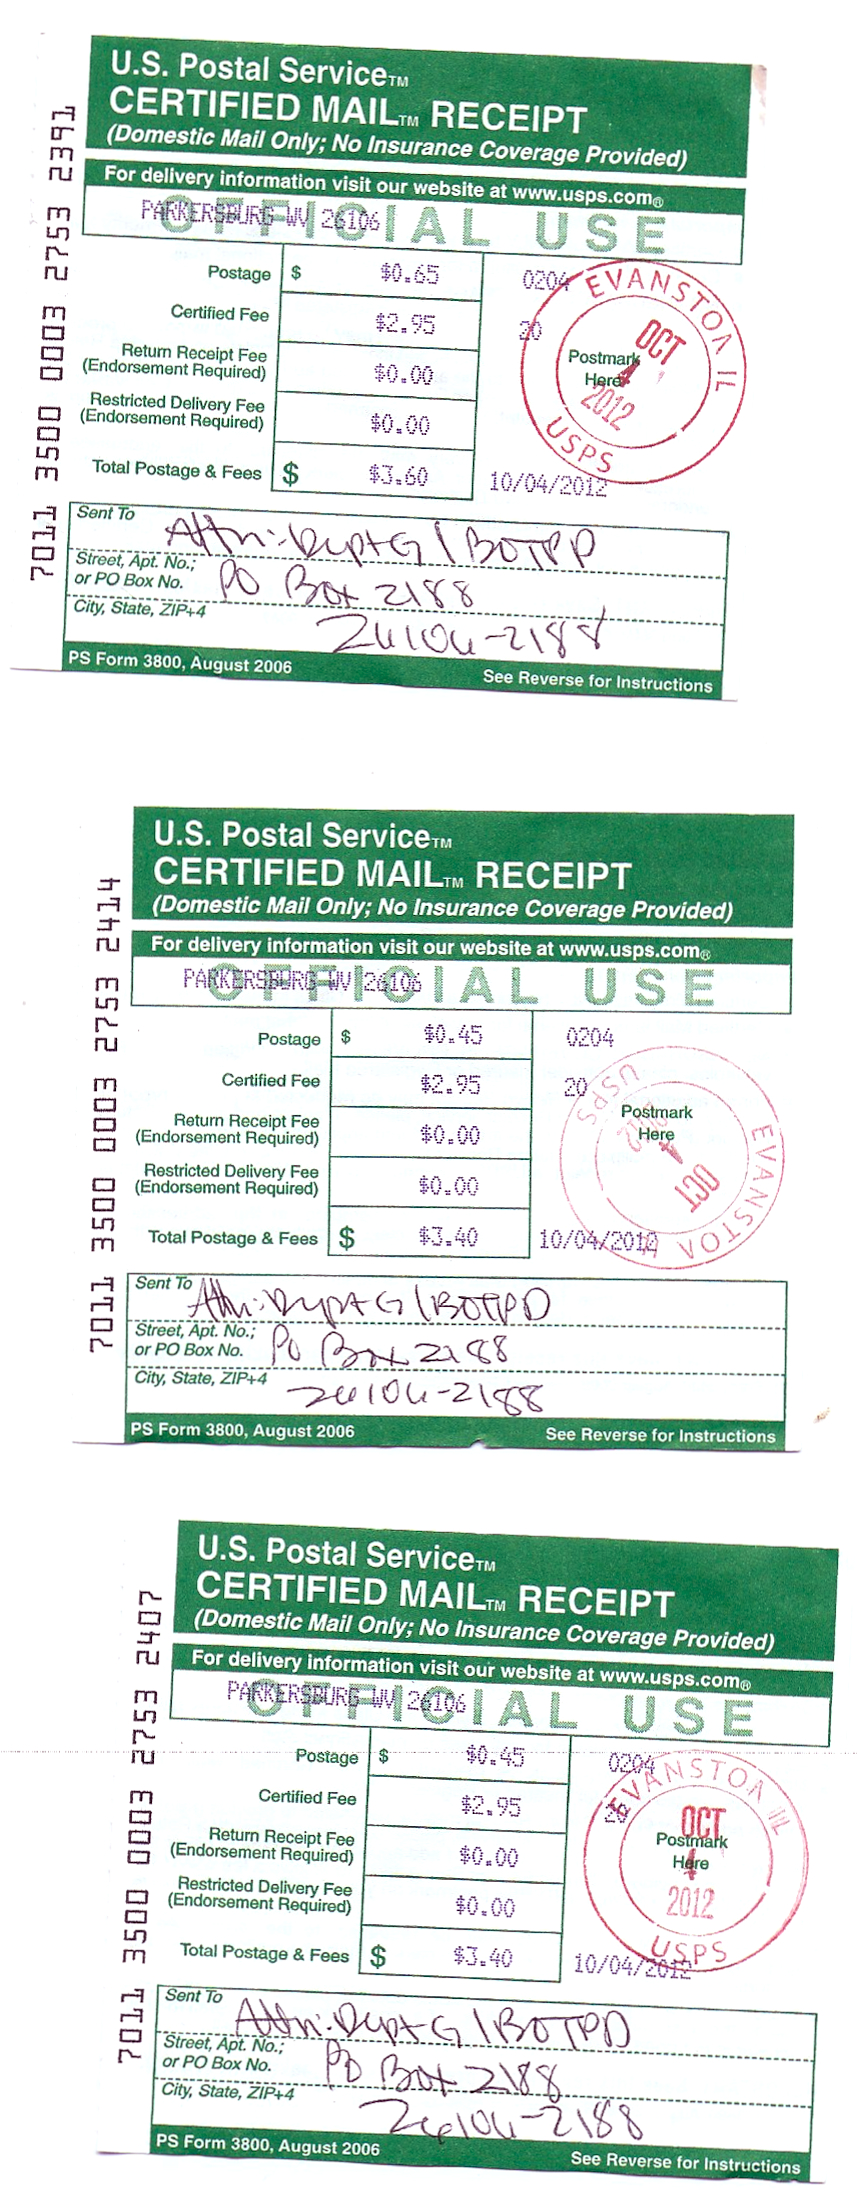 7011 3500 0003 2753 2391
U.S. Postal Service™
CERTIFIED MAIL™ RECEIPT
(Domestic Mail Only; No Insurance Coverage Provided)
For delivery information visit our website at www.usps.com®
OFFICIAL USE
PARKERSBURG WV 26106
Postage $ $0.65 0204
Certified Fee $2.95 20
Return Receipt Fee
(Endorsement Required) $0.00
Restricted Delivery Fee
(Endorsement Required) $0.00
Total Postage & Fees $ $3.60 10/04/2012
Postmark
Here
EVANSTON IL
OCT
4
2012
USPS
Sent To Attn: Dept G / BOTPD
Street, Apt. No.;
or PO Box No. PO Box 2188
City, State, ZIP+4 26106-2188
PS Form 3800, August 2006 See Reverse for Instructions
7011 3500 0003 2753 2414
U.S. Postal Service™
CERTIFIED MAIL™ RECEIPT
(Domestic Mail Only; No Insurance Coverage Provided)
For delivery information visit our website at www.usps.com®
OFFICIAL USE
PARKERSBURG WV 26106
Postage $ $0.45 0204
Certified Fee $2.95 20
Return Receipt Fee
(Endorsement Required) $0.00
Restricted Delivery Fee
(Endorsement Required) $0.00
Total Postage & Fees $ $3.40 10/04/2012
Postmark
Here
EVANSTON
OCT
4
2012
USPS
Sent To Attn: Dept G / BOTPD
Street, Apt. No.;
or PO Box No. PO Box 2188
City, State, ZIP+4 26106-2188
PS Form 3800, August 2006 See Reverse for Instructions
7011 3500 0003 2753 2407
U.S. Postal Service™
CERTIFIED MAIL™ RECEIPT
(Domestic Mail Only; No Insurance Coverage Provided)
For delivery information visit our website at www.usps.com®
OFFICIAL USE
PARKERSBURG WV 26106
Postage $ $0.45 0204
Certified Fee $2.95 20
Return Receipt Fee
(Endorsement Required) $0.00
Restricted Delivery Fee
(Endorsement Required) $0.00
Total Postage & Fees $ $3.40 10/04/2012
Postmark
Here
EVANSTON IL
OCT
4
2012
USPS
Sent To Attn: Dept G / BOTPD
Street, Apt. No.;
or PO Box No. PO Box 2188
City, State, ZIP+4 26106-2188
PS Form 3800, August 2006 See Reverse for Instructions